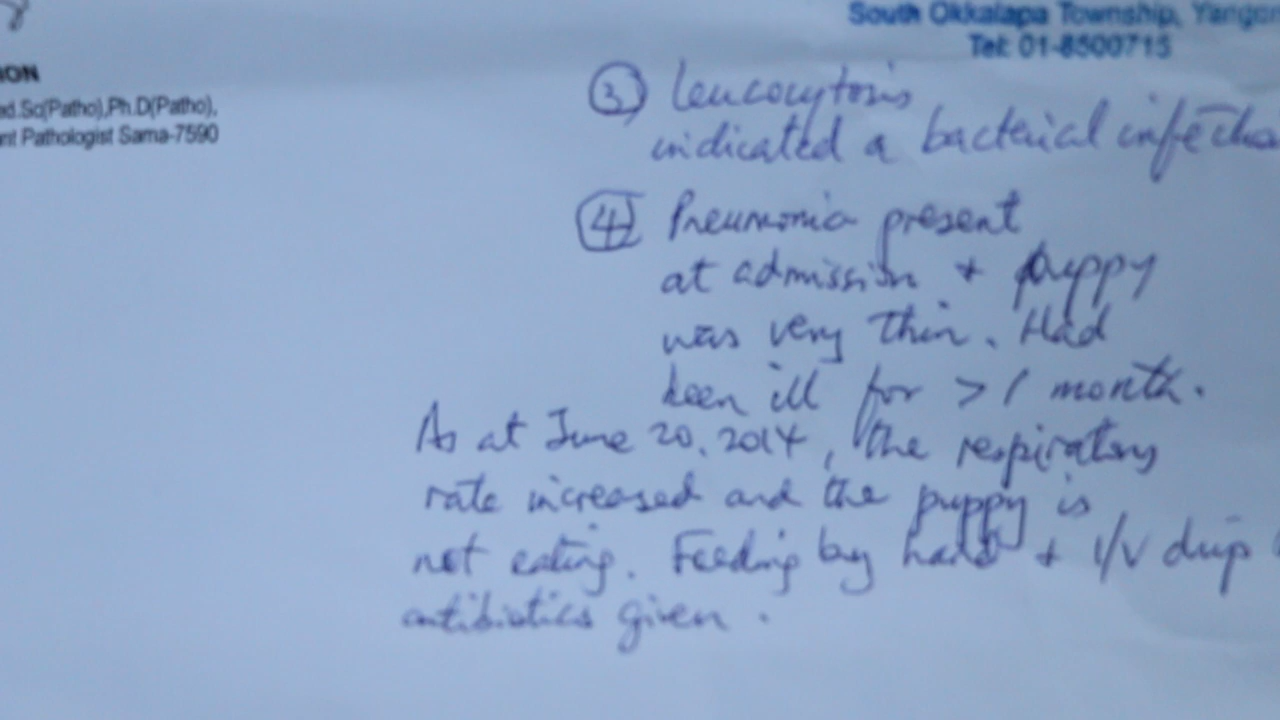 South Okkalapa Township, Yangon
Tel: 01-8500715
ION
ed.Sc(Patho),Ph.D(Patho),
nt Pathologist Sama-7590
③ Leucocytosis
indicated a bacterial infectio
④ Pneumonia present
at admission + puppy
was very thin. Had
been ill for > 1 month.
As at June 20, 2014, the respiratory
rate increased and the puppy is
not eating. Feeding by hand + I/V drip
antibiotics given.